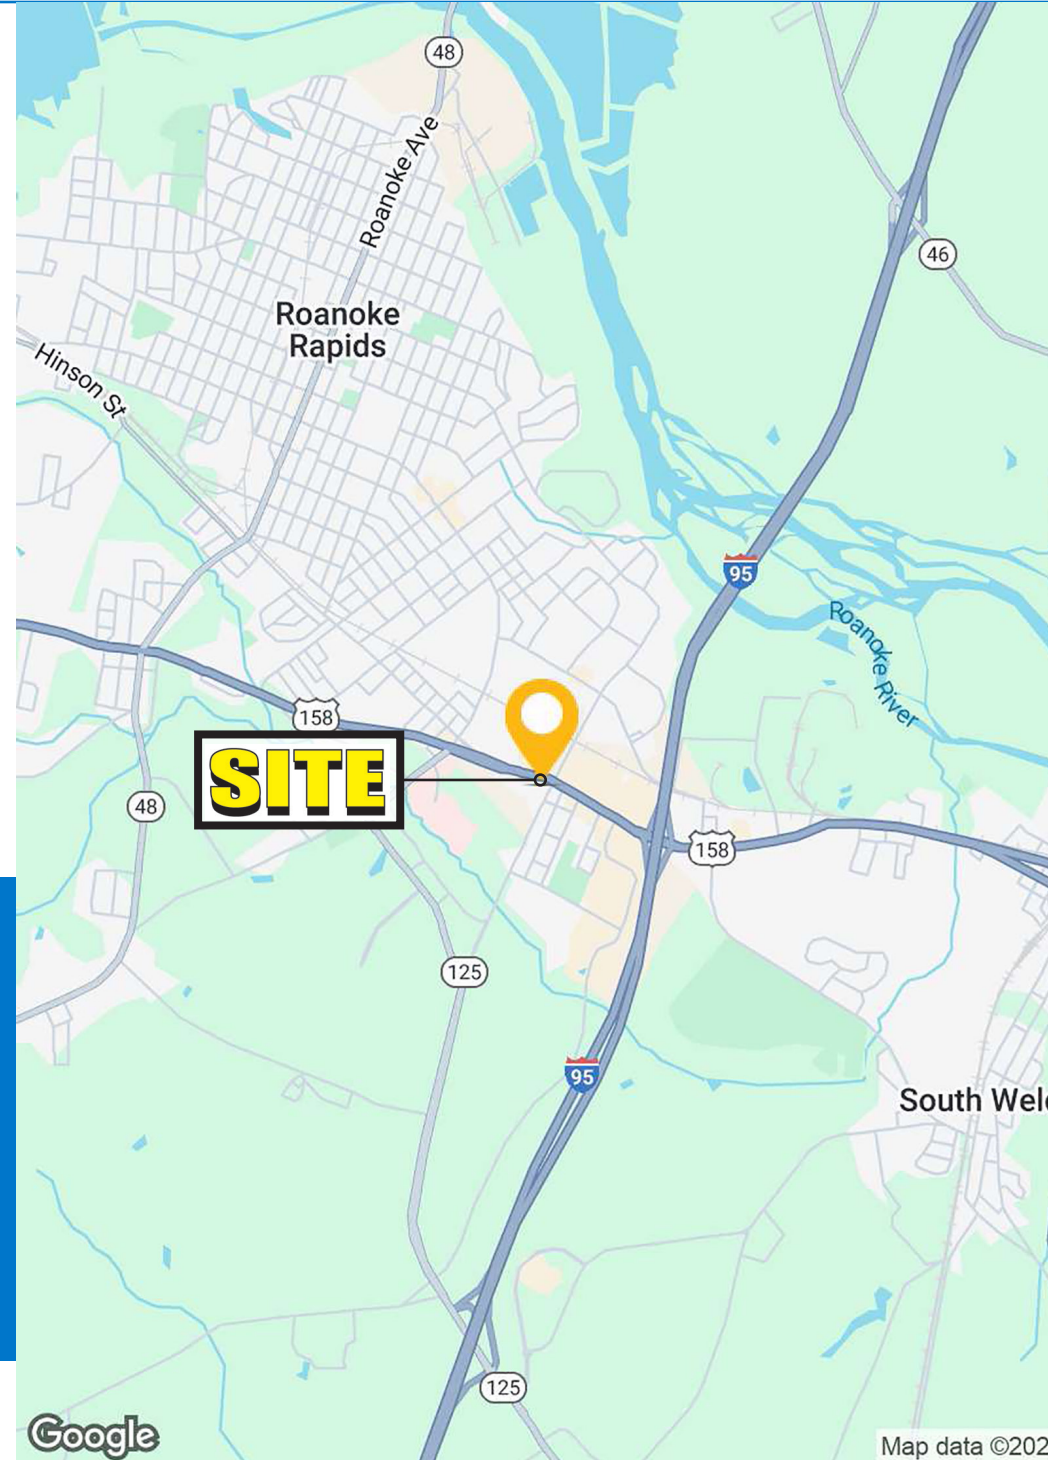 48
Roanoke Ave
46
Roanoke
Rapids
Hinson St
95
Roanoke River
158
SITE
48
158
125
95
South Wel
125
Google
Map data ©202